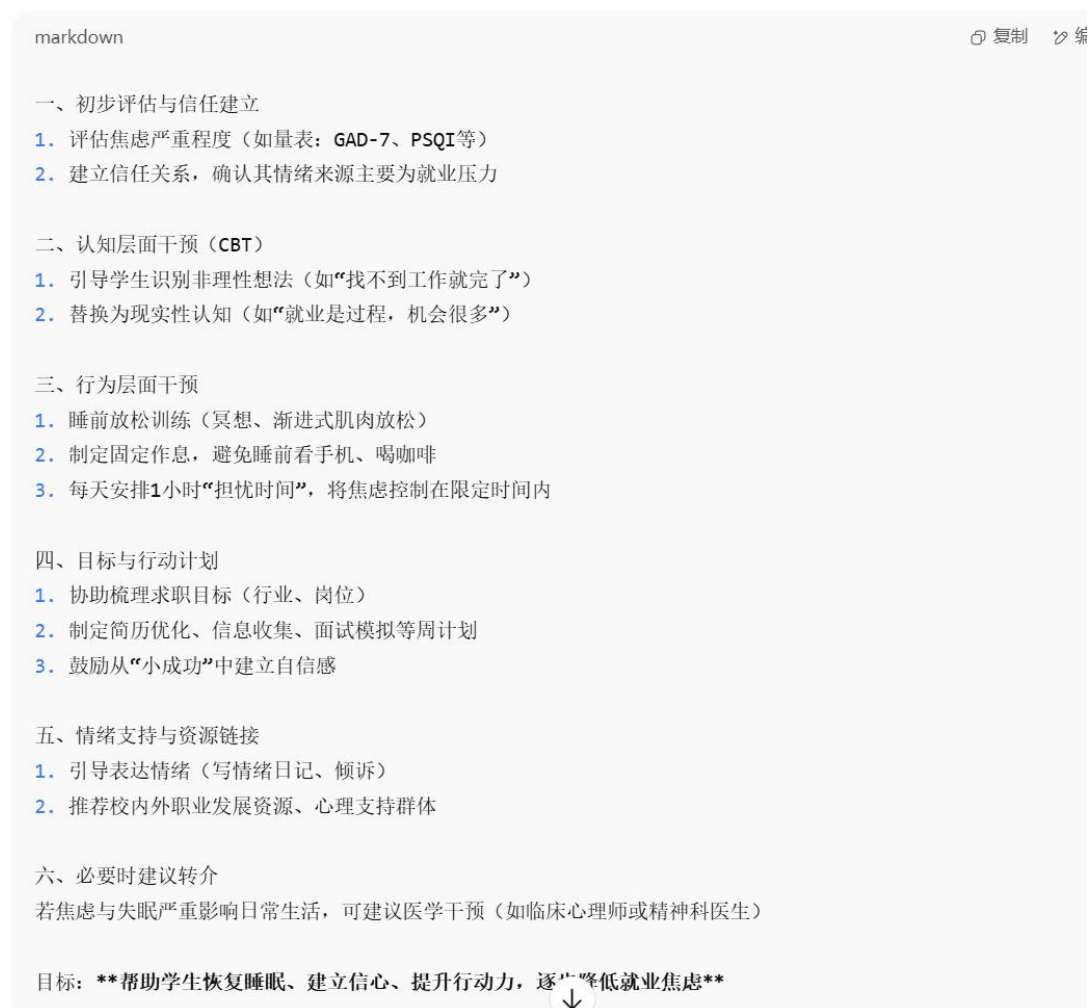 markdown
复制
一、初步评估与信任建立
1. 评估焦虑严重程度（如量表：GAD-7、PSQI等）
2. 建立信任关系，确认其情绪来源主要为就业压力
二、认知层面干预（CBT）
1. 引导学生识别非理性想法（如“找不到工作就完了”）
2. 替换为现实性认知（如“就业是过程，机会很多”）
三、行为层面干预
1. 睡前放松训练（冥想、渐进式肌肉放松）
2. 制定固定作息，避免睡前看手机、喝咖啡
3. 每天安排1小时“担忧时间”，将焦虑控制在限定时间内
四、目标与行动计划
1. 协助梳理求职目标（行业、岗位）
2. 制定简历优化、信息收集、面试模拟等周计划
3. 鼓励从“小成功”中建立自信感
五、情绪支持与资源链接
1. 引导表达情绪（写情绪日记、倾诉）
2. 推荐校内外职业发展资源、心理支持群体
六、必要时建议转介
若焦虑与失眠严重影响日常生活，可建议医学干预（如临床心理师或精神科医生）
目标：**帮助学生恢复睡眠、建立信心、提升行动力，逐步降低就业焦虑**